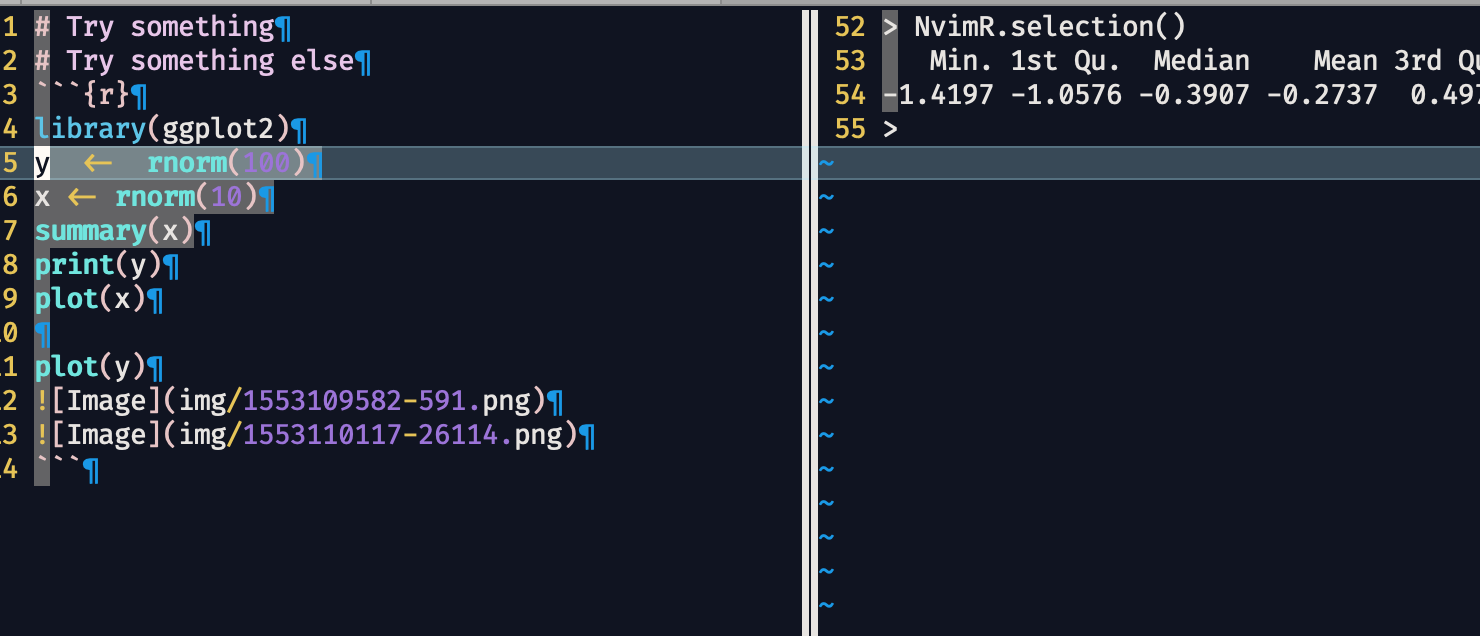 1 # Try something¶
2 # Try something else¶
3 ```{r}¶
4 library(ggplot2)¶
5 y  <-  rnorm(100)¶
6 x <- rnorm(10)¶
7 summary(x)¶
8 print(y)¶
9 plot(x)¶
0 ¶
1 plot(y)¶
2 ![Image](img/1553109582-591.png)¶
3 ![Image](img/1553110117-26114.png)¶
4 ```¶
52 > NvimR.selection()
53    Min. 1st Qu.  Median    Mean 3rd Qu
54 -1.4197 -1.0576 -0.3907 -0.2737  0.497
55 >
~
~
~
~
~
~
~
~
~
~
~
~
~
~